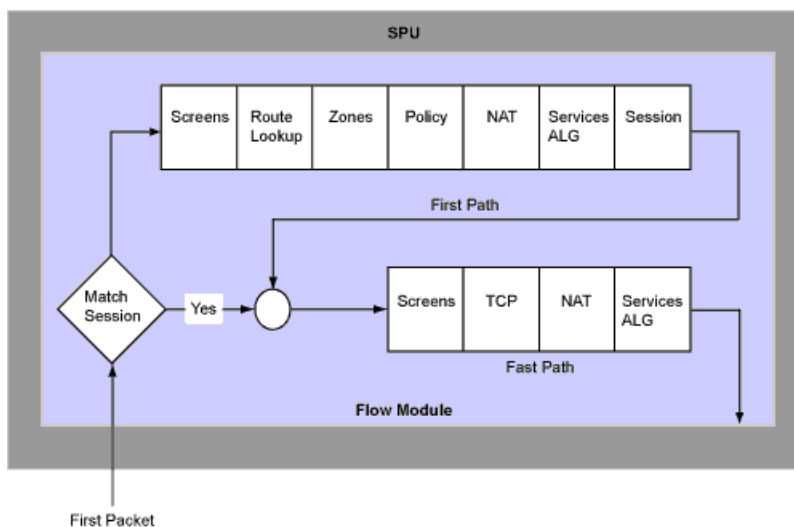 SPU
Screens
Route
Lookup
Zones
Policy
NAT
Services
ALG
Session
First Path
Match
Session
Yes
Screens
TCP
NAT
Services
ALG
Fast Path
Flow Module
First Packet